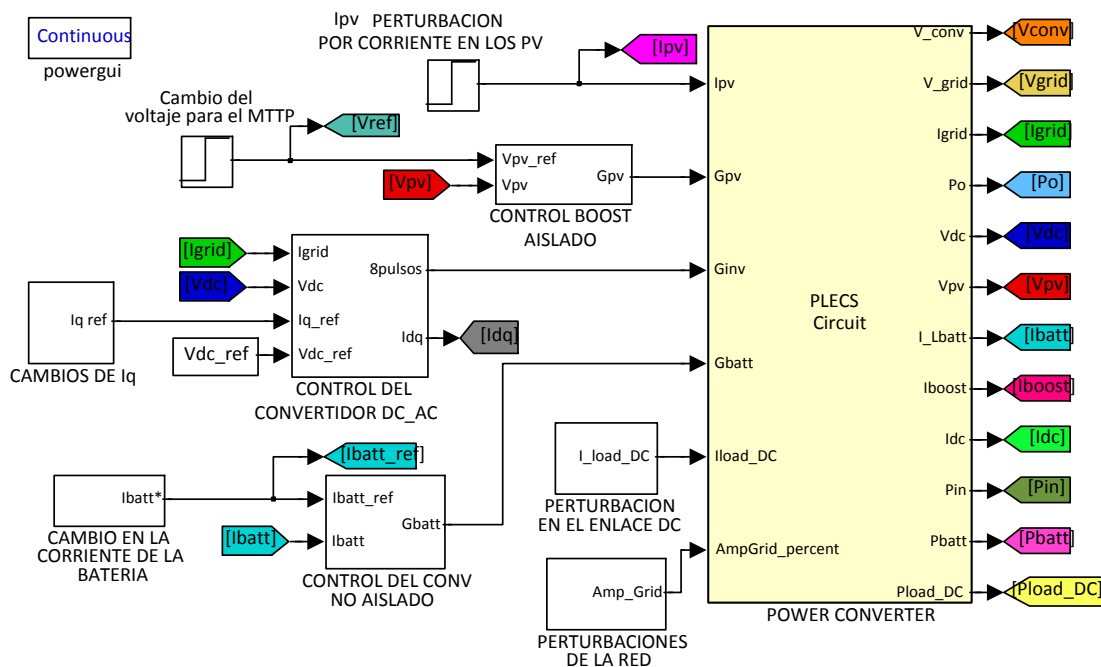 Continuous
powergui
Ipv PERTURBACION
POR CORRIENTE EN LOS PV
[Ipv]
Cambio del
voltaje para el MTTP
[Vref]
[Vpv]
Vpv_ref
Vpv
Gpv
CONTROL BOOST
AISLADO
[Igrid]
[Vdc]
Iq ref
CAMBIOS DE Iq
Vdc_ref
Igrid
Vdc
Iq_ref
Vdc_ref
8pulsos
Idq
[Idq]
CONTROL DEL
CONVERTIDOR DC_AC
Ibatt*
CAMBIO EN LA
CORRIENTE DE LA
BATERIA
[Ibatt_ref]
[Ibatt]
Ibatt_ref
Ibatt
Gbatt
CONTROL DEL CONV
NO AISLADO
I_load_DC
PERTURBACION
EN EL ENLACE DC
Amp_Grid
PERTURBACIONES
DE LA RED
Ipv
Gpv
Ginv
Gbatt
Iload_DC
AmpGrid_percent
PLECS
Circuit
V_conv
V_grid
Igrid
Po
Vdc
Vpv
I_Lbatt
Iboost
Idc
Pin
Pbatt
Pload_DC
POWER CONVERTER
[Vconv]
[Vgrid]
[Igrid]
[Po]
[Vdc]
[Vpv]
[Ibatt]
[Iboost]
[Idc]
[Pin]
[Pbatt]
[Pload_DC]